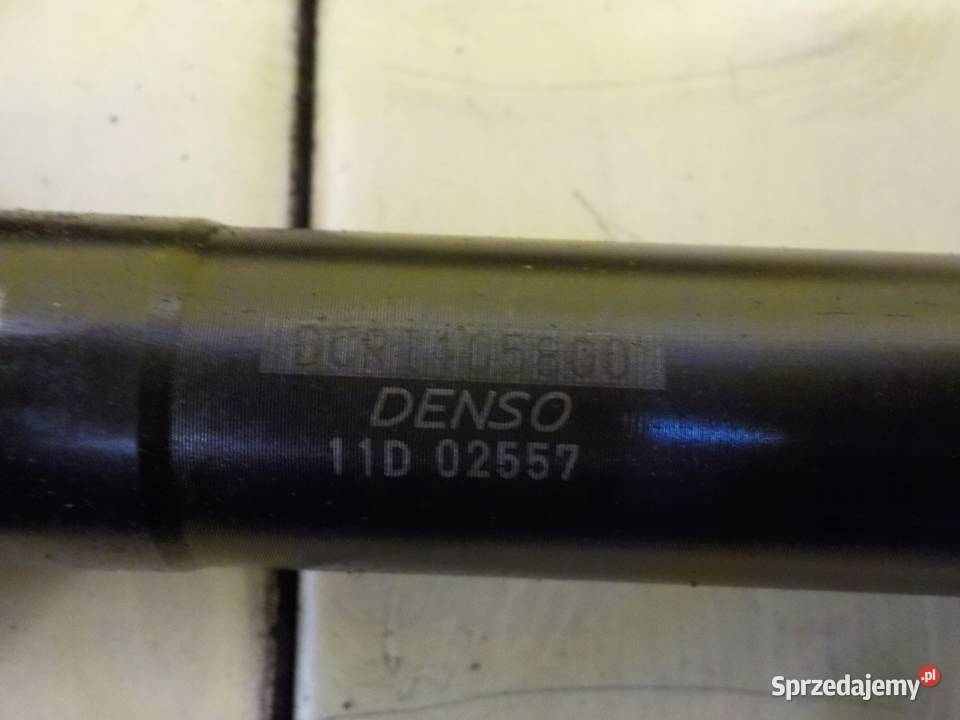 DCRI105800
DENSO
11D 02557
Sprzedajemy.pl